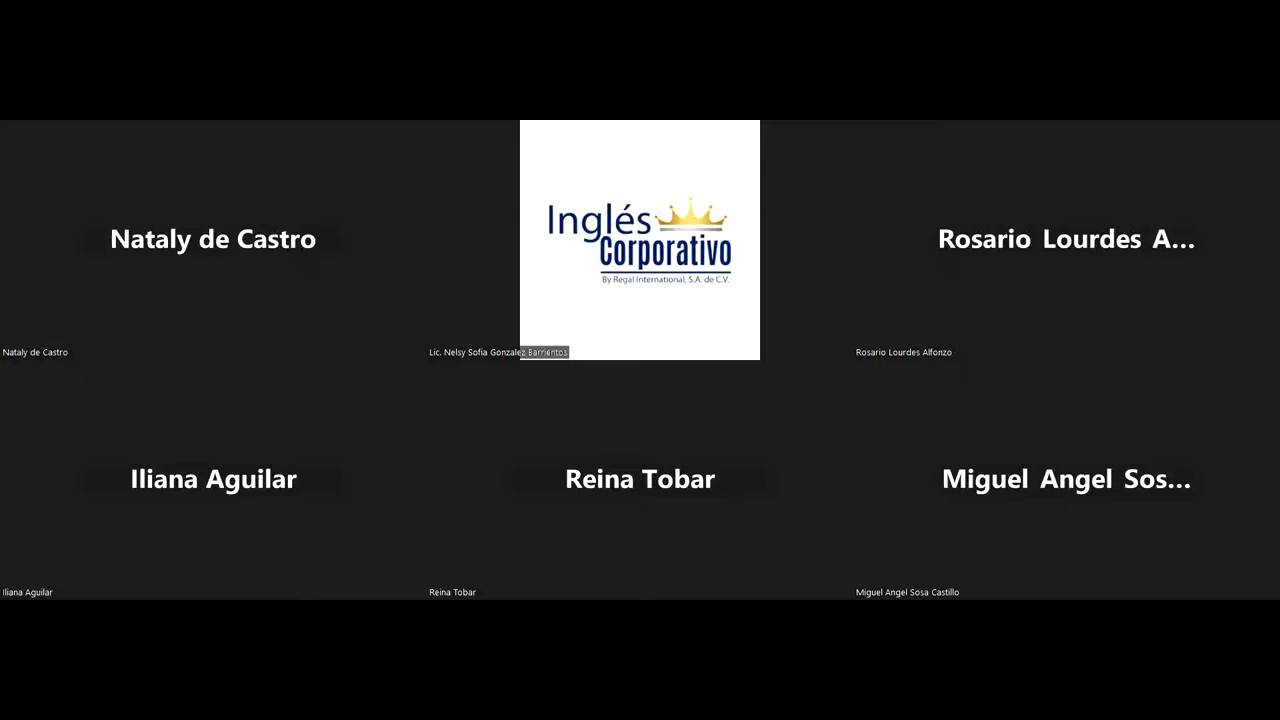 Nataly de Castro
Nataly de Castro
Inglés
Corporativo
By Regal International, S.A. de C.V.
Lic. Nelsy Sofia Gonzalez Barrientos
Rosario Lourdes A...
Rosario Lourdes Alfonzo
Iliana Aguilar
Iliana Aguilar
Reina Tobar
Reina Tobar
Miguel Angel Sos...
Miguel Angel Sosa Castillo